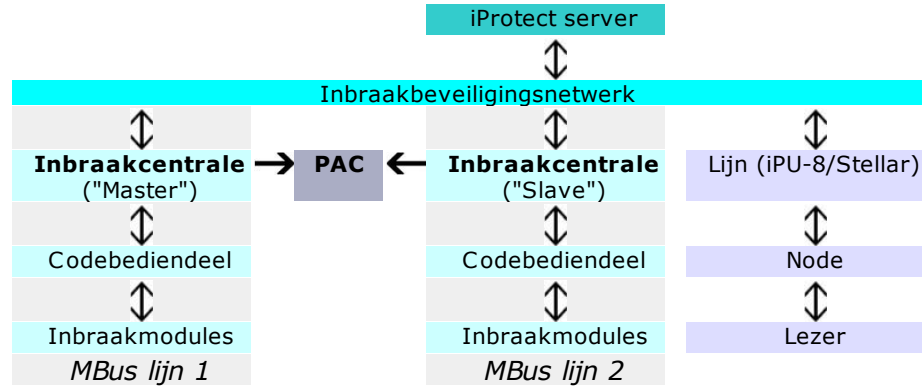 iProtect server
Inbraakbeveiligingsnetwerk
Inbraakcentrale
("Master")
PAC
Inbraakcentrale
("Slave")
Lijn (iPU-8/Stellar)
Codebediendeel
Codebediendeel
Node
Inbraakmodules
Inbraakmodules
Lezer
MBus lijn 1
MBus lijn 2